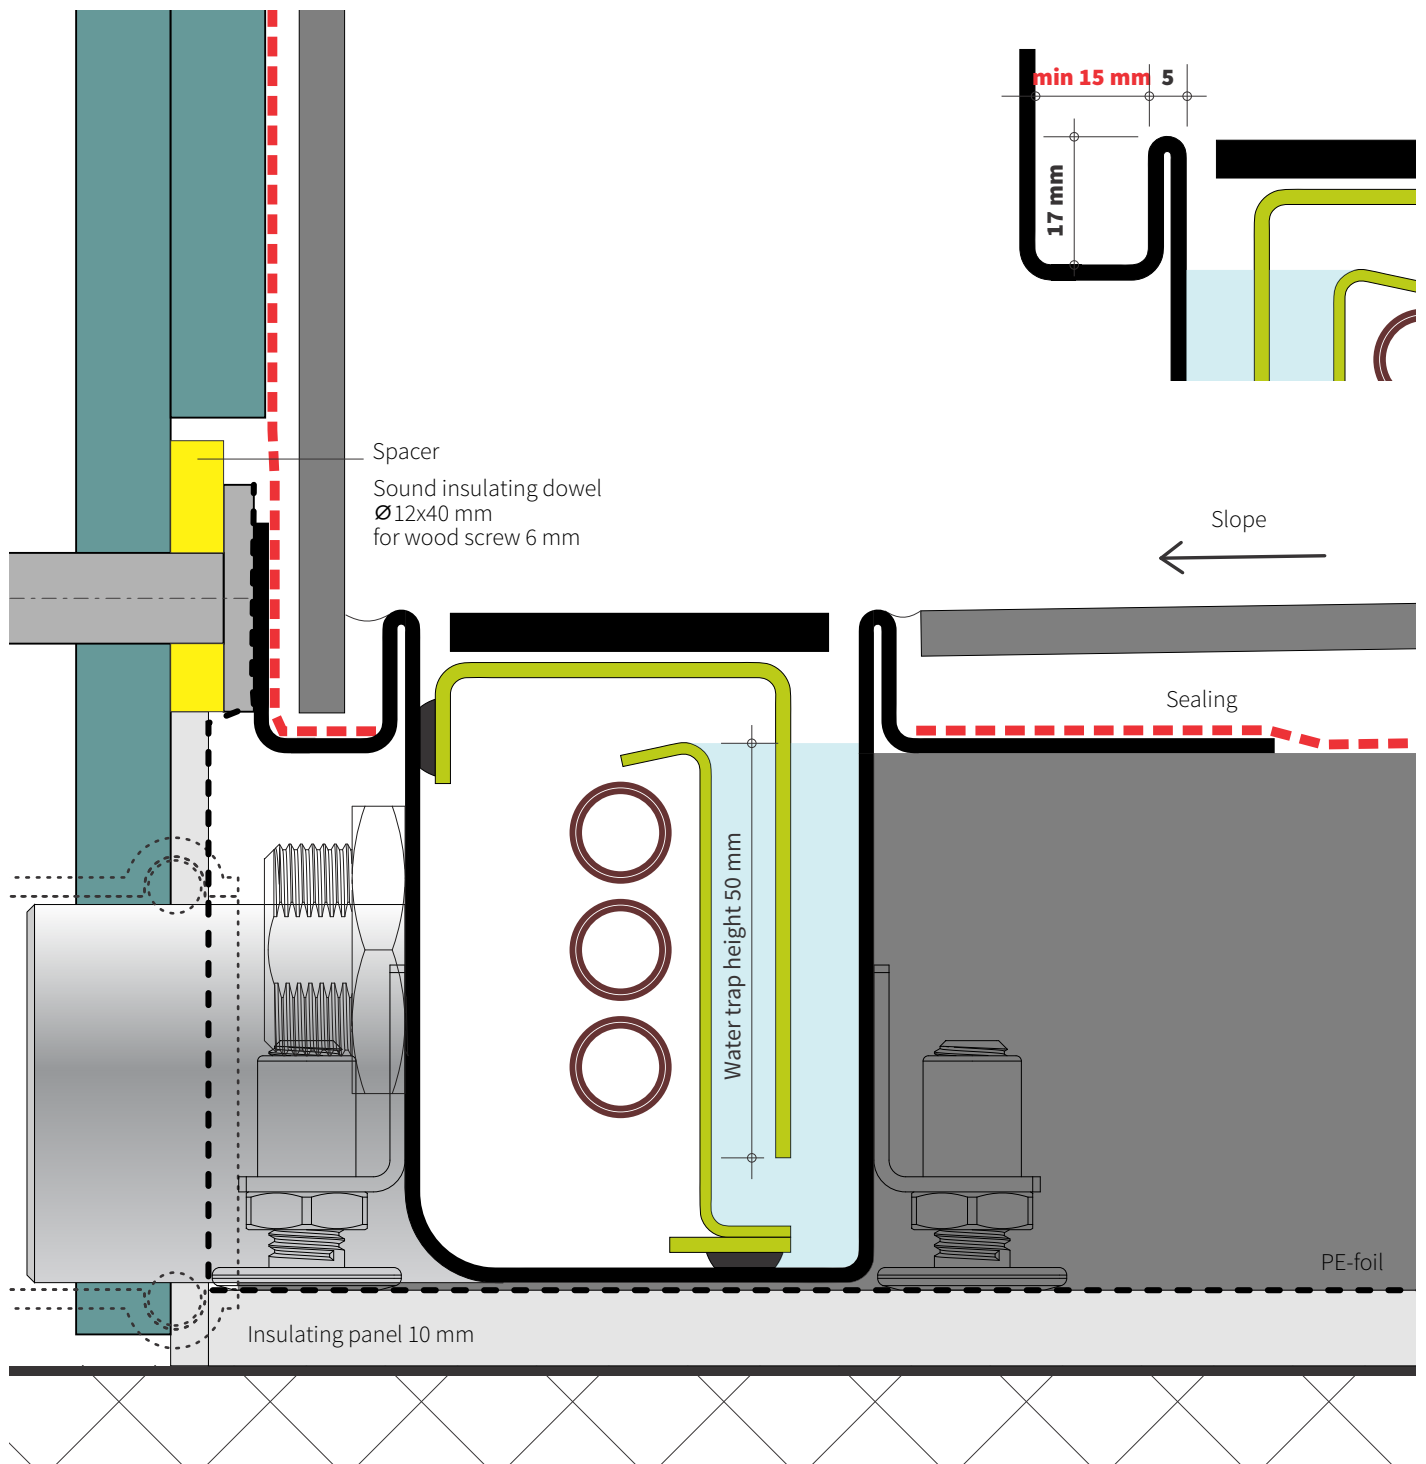 min 15 mm 5
17 mm
Spacer
Sound insulating dowel
Ø12x40 mm
for wood screw 6 mm
Slope
Sealing
Water trap height 50 mm
PE-foil
Insulating panel 10 mm